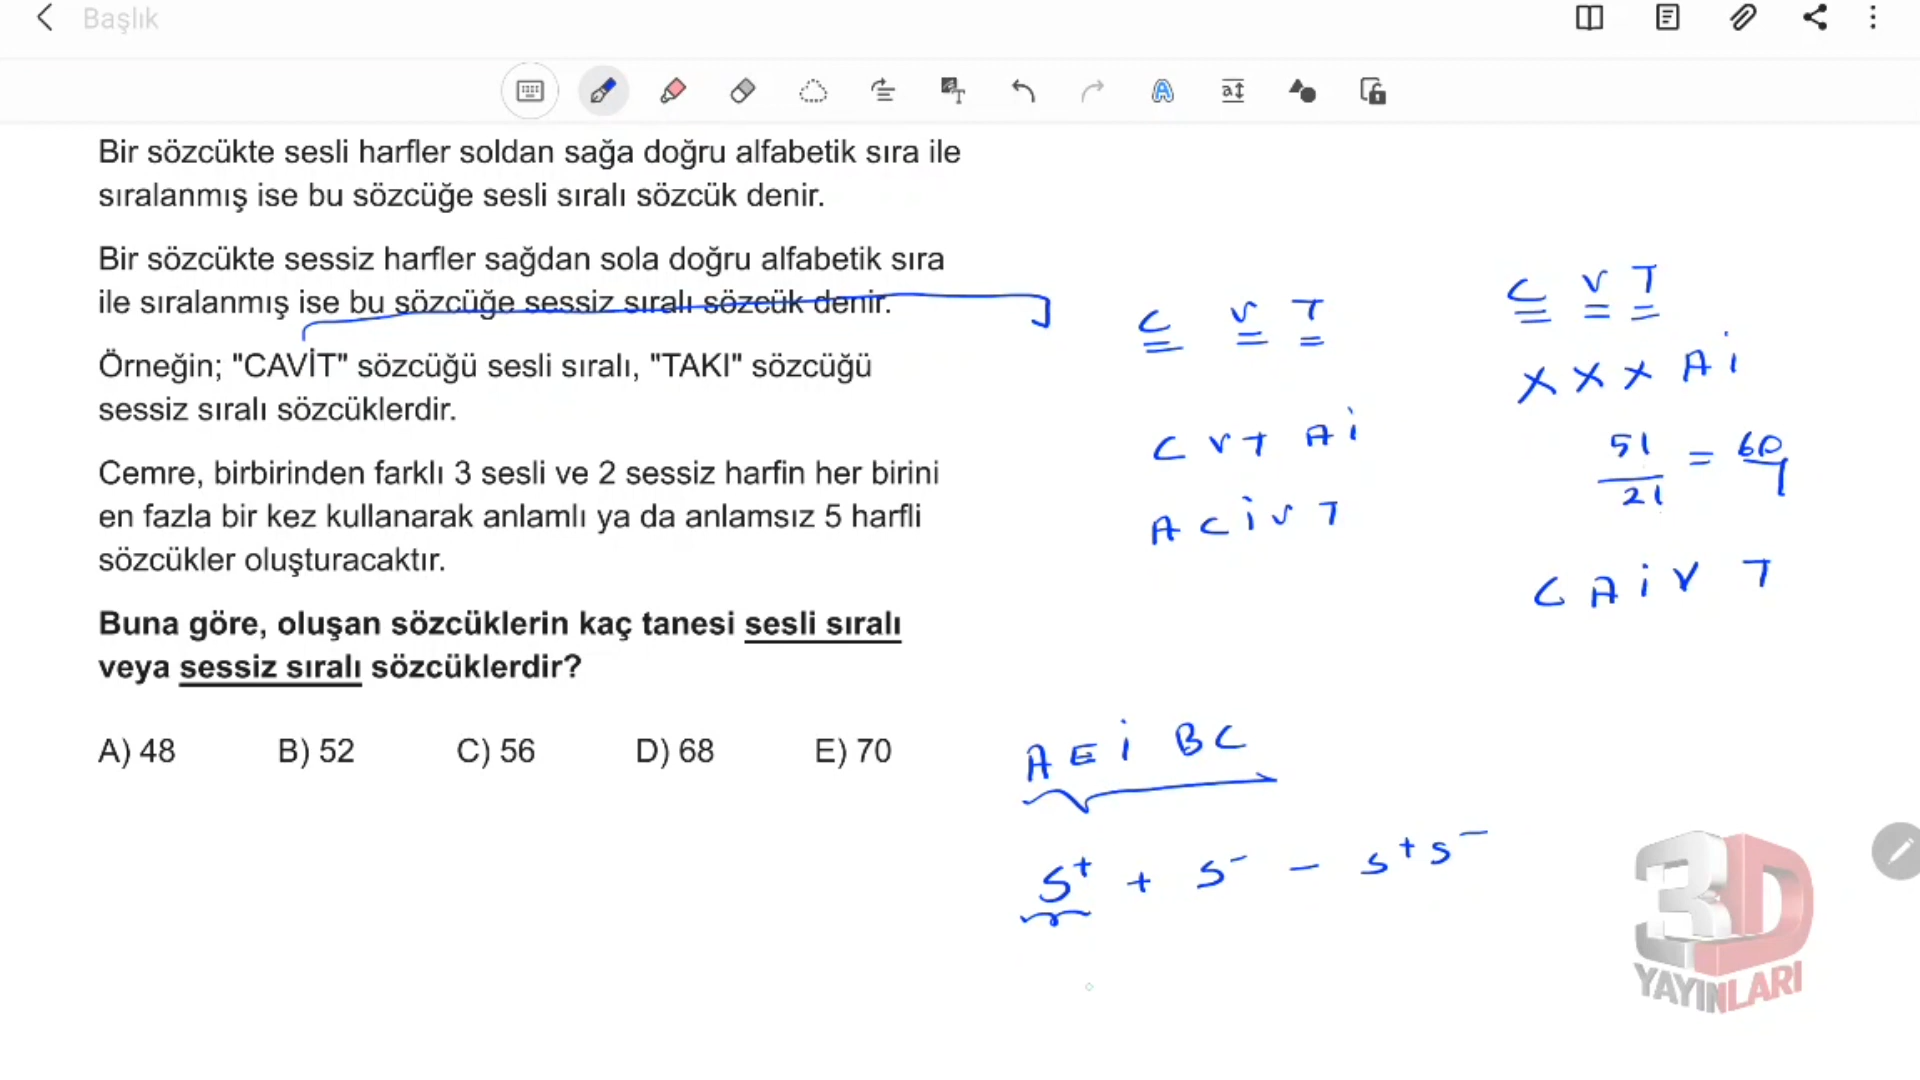 Başlık
Bir sözcükte sesli harfler soldan sağa doğru alfabetik sıra ile
sıralanmış ise bu sözcüğe sesli sıralı sözcük denir.
Bir sözcükte sessiz harfler sağdan sola doğru alfabetik sıra
ile sıralanmış ise bu sözcüğe sessiz sıralı sözcük denir.
Örneğin; "CAVİT" sözcüğü sesli sıralı, "TAKI" sözcüğü
sessiz sıralı sözcüklerdir.
Cemre, birbirinden farklı 3 sesli ve 2 sessiz harfin her birini
en fazla bir kez kullanarak anlamlı ya da anlamsız 5 harfli
sözcükler oluşturacaktır.
Buna göre, oluşan sözcüklerin kaç tanesi sesli sıralı
veya sessiz sıralı sözcüklerdir?
A) 48 B) 52 C) 56 D) 68 E) 70
C V T
C V T A İ
A C İ V T
C V T
X X X A İ
5! / 2! = 60
C A İ V T
A E İ B C
S⁺ + S⁻ − S⁺S⁻
3D
YAYINLARI